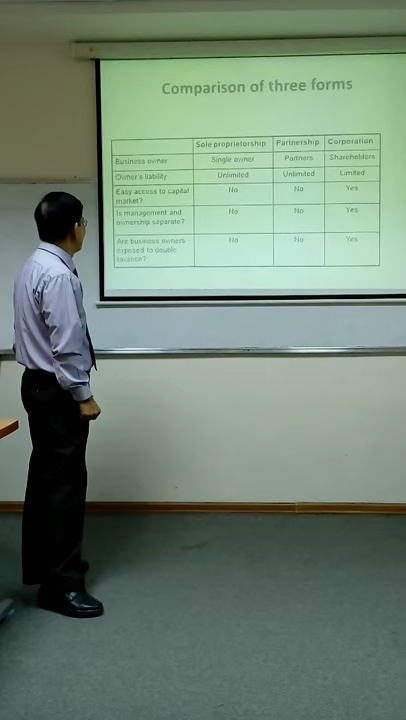 Comparison of three forms
Sole proprietorship Partnership Corporation
Business owner Single owner Partners Shareholders
Owner's liability Unlimited Unlimited Limited
Easy access to capital No No Yes
market?
Is management and No No Yes
ownership separate?
Are business owners No No Yes
exposed to double
taxation?